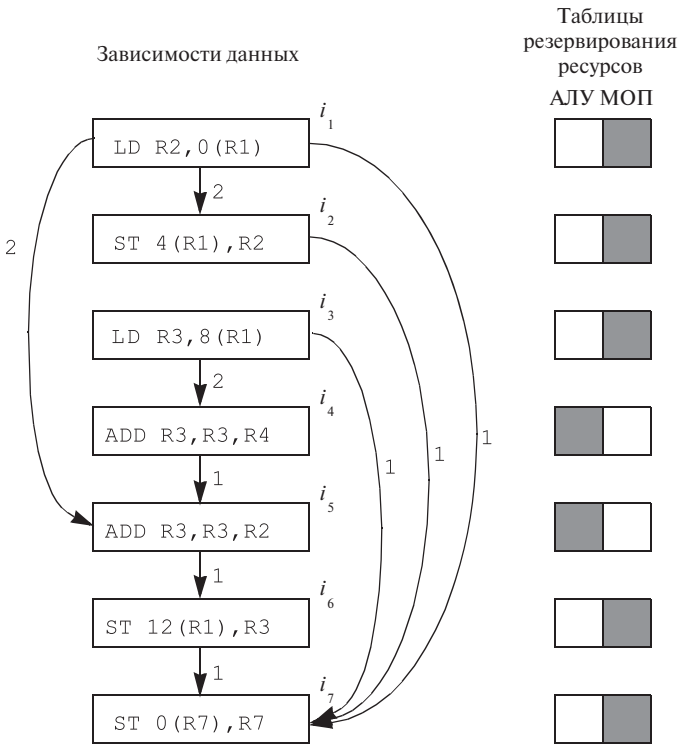 Таблицы
резервирования
ресурсов
Зависимости данных
АЛУ МОП
i1
LD R2,0(R1)
2
i2
ST 4(R1),R2
2
i3
LD R3,8(R1)
2
i4
ADD R3,R3,R4
1
1
1
1
i5
ADD R3,R3,R2
1
i6
ST 12(R1),R3
1
i7
ST 0(R7),R7